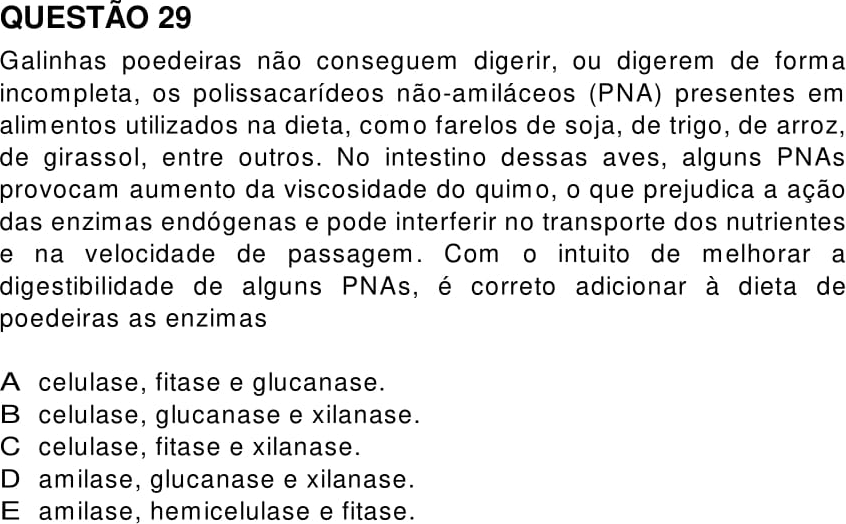 QUESTÃO 29
Galinhas poedeiras não conseguem digerir, ou digerem de forma
incompleta, os polissacarídeos não-amiláceos (PNA) presentes em
alimentos utilizados na dieta, como farelos de soja, de trigo, de arroz,
de girassol, entre outros. No intestino dessas aves, alguns PNAs
provocam aumento da viscosidade do quimo, o que prejudica a ação
das enzimas endógenas e pode interferir no transporte dos nutrientes
e na velocidade de passagem. Com o intuito de melhorar a
digestibilidade de alguns PNAs, é correto adicionar à dieta de
poedeiras as enzimas
A celulase, fitase e glucanase.
B celulase, glucanase e xilanase.
C celulase, fitase e xilanase.
D amilase, glucanase e xilanase.
E amilase, hemicelulase e fitase.